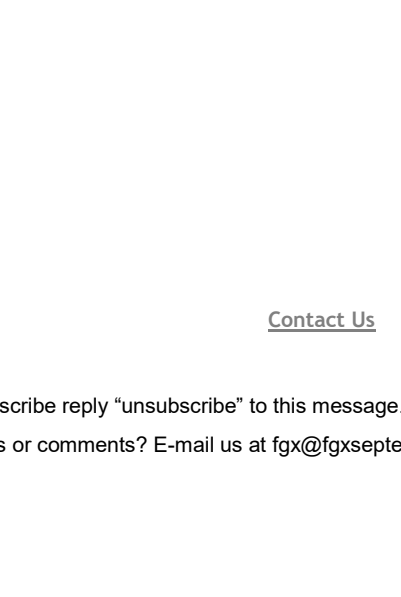 Contact Us
scribe reply “unsubscribe” to this message.
s or comments? E-mail us at fgx@fgxsepte